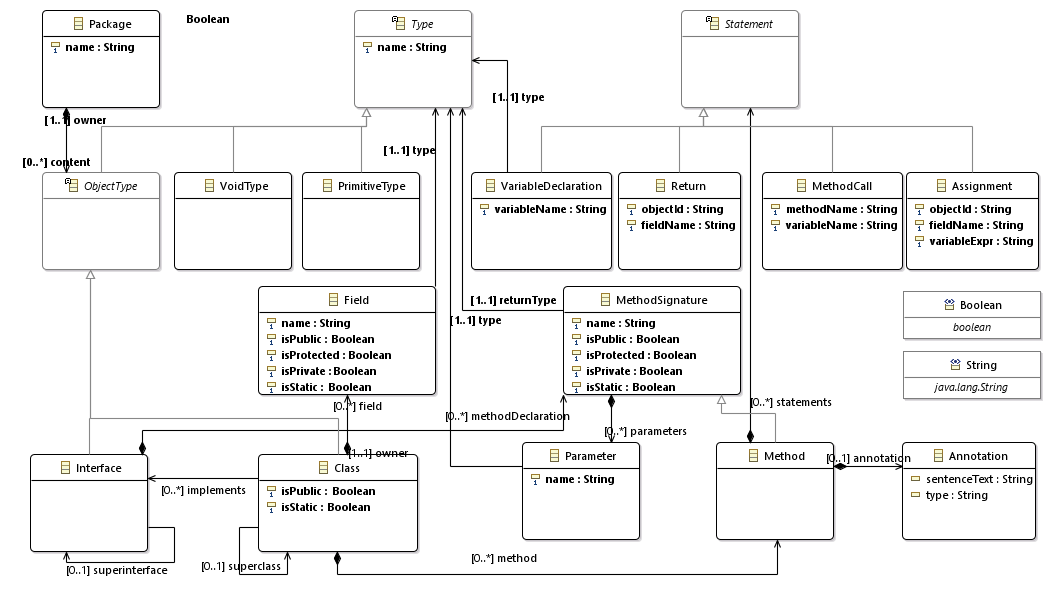 Package
name : String
Boolean
Type
name : String
Statement
[1..1] owner
[0..*] content
[1..1] type
[1..1] type
ObjectType
VoidType
PrimitiveType
VariableDeclaration
variableName : String
Return
objectId : String
fieldName : String
MethodCall
methodName : String
variableName : String
Assignment
objectId : String
fieldName : String
variableExpr : String
Field
name : String
isPublic : Boolean
isProtected : Boolean
isPrivate : Boolean
isStatic : Boolean
[1..1] returnType
[1..1] type
MethodSignature
name : String
isPublic : Boolean
isProtected : Boolean
isPrivate : Boolean
isStatic : Boolean
Boolean
boolean
String
java.lang.String
[0..*] field
[0..*] methodDeclaration
[0..*] statements
[0..*] parameters
[1..1] owner
[0..1] annotation
Interface
[0..*] implements
Class
isPublic : Boolean
isStatic : Boolean
Parameter
name : String
Method
Annotation
sentenceText : String
type : String
[0..1] superinterface
[0..1] superclass
[0..*] method